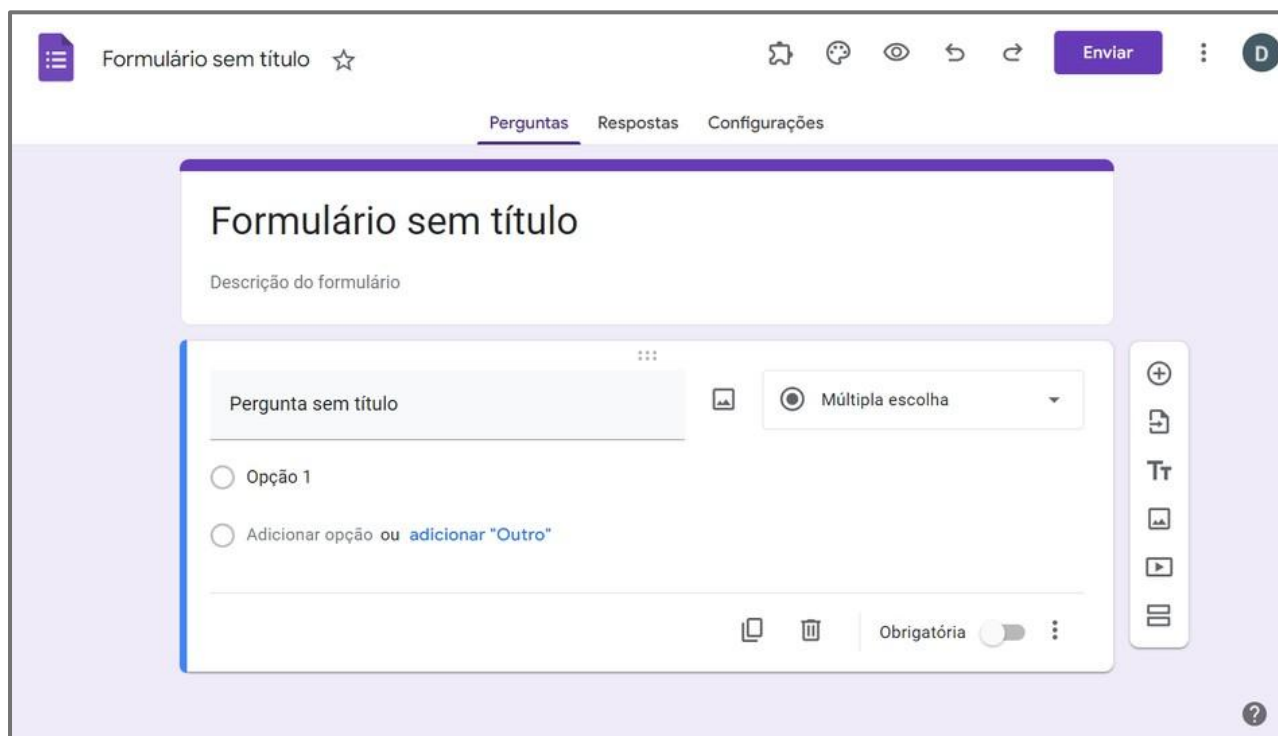 Formulário sem título
Enviar
D
Perguntas Respostas Configurações
Formulário sem título
Descrição do formulário
Pergunta sem título
Múltipla escolha
Opção 1
Adicionar opção ou adicionar "Outro"
Obrigatória